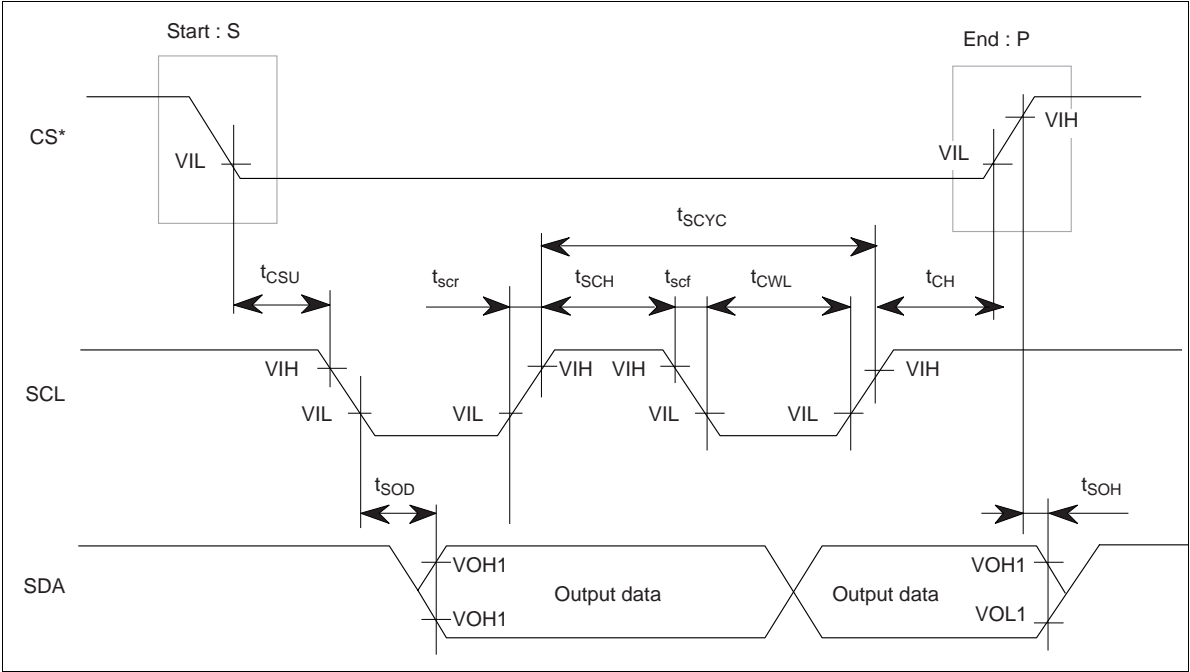 Start : S
End : P
CS*
VIL
VIL
VIH
tSCYC
tCSU
tscr
tSCH
tscf
tCWL
tCH
SCL
VIH
VIL
VIL
VIH
VIH
VIL
VIL
VIH
tSOD
tSOH
SDA
VOH1
VOH1
Output data
Output data
VOH1
VOL1